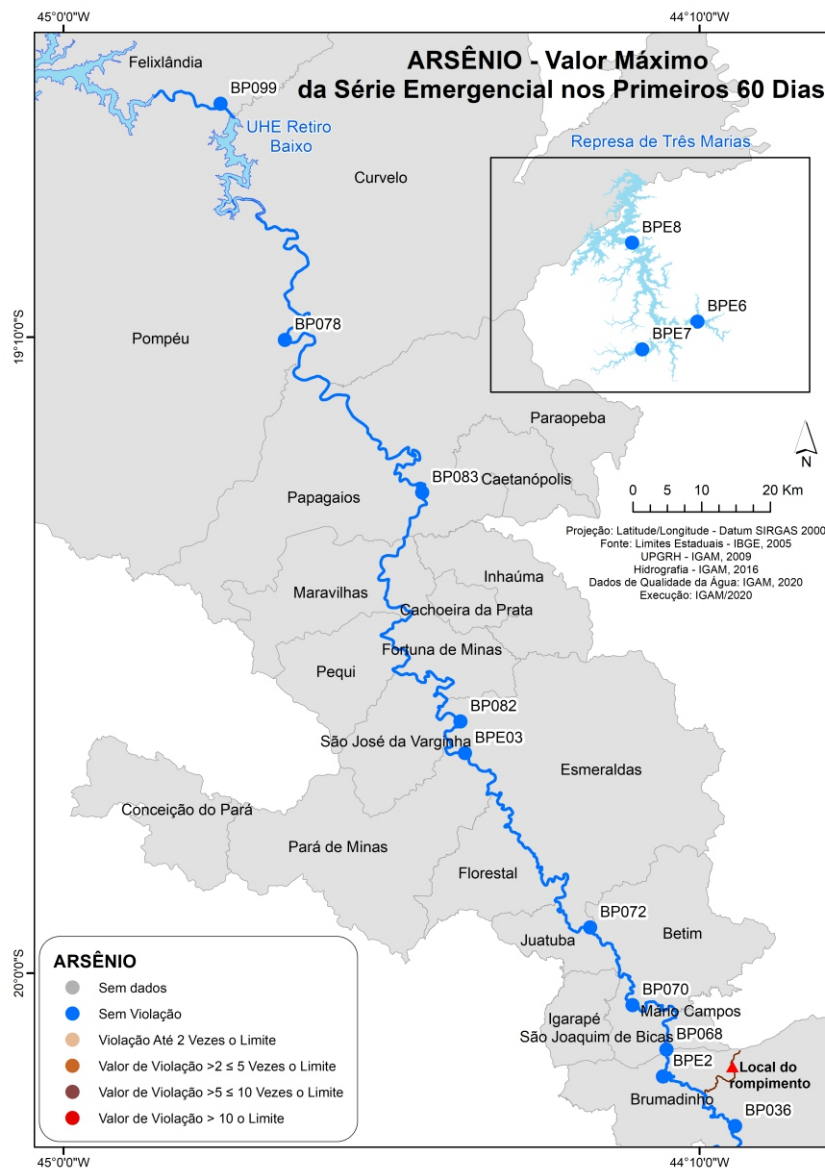 45°0'0"W
44°10'0"W
ARSÊNIO - Valor Máximo
da Série Emergencial nos Primeiros 60 Dias
Felixlândia
BP099
UHE Retiro
Baixo
Curvelo
Represa de Três Marias
BPE8
BPE6
BPE7
19°10'0"S
BP078
Pompéu
Paraopeba
N
BP083
Caetanópolis
Papagaios
0 5 10 20 Km
Projeção: Latitude/Longitude - Datum SIRGAS 2000
Fonte: Limites Estaduais - IBGE, 2005
UPGRH - IGAM, 2009
Hidrografia - IGAM, 2016
Dados de Qualidade da Água: IGAM, 2020
Execução: IGAM/2020
Inhaúma
Maravilhas
Cachoeira da Prata
Fortuna de Minas
Pequi
BP082
São José da Varginha
BPE03
Esmeraldas
Conceição do Pará
Pará de Minas
Florestal
BP072
Juatuba
Betim
20°0'0"S
BP070
Mário Campos
Igarapé
São Joaquim de Bicas
BP068
BPE2
Local do
rompimento
Brumadinho
BP036
ARSÊNIO
Sem dados
Sem Violação
Violação Até 2 Vezes o Limite
Valor de Violação >2 ≤ 5 Vezes o Limite
Valor de Violação >5 ≤ 10 Vezes o Limite
Valor de Violação > 10 o Limite
45°0'0"W
44°10'0"W